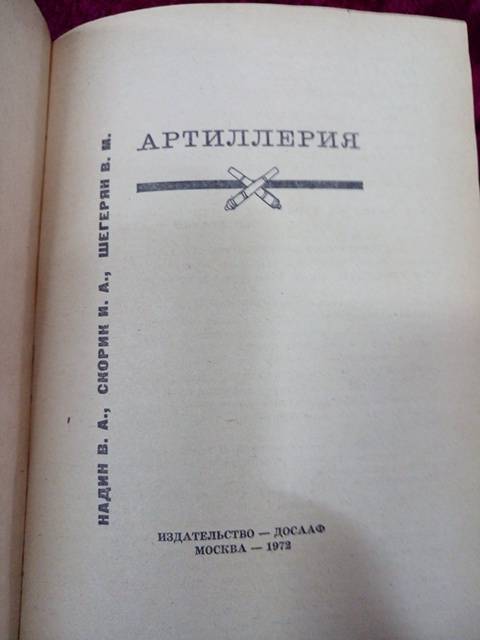 НАДИН В. А., СКОРИК И. А., ШЕГЕРЯН В. М.
АРТИЛЛЕРИЯ
ИЗДАТЕЛЬСТВО — ДОСААФ
МОСКВА — 1972